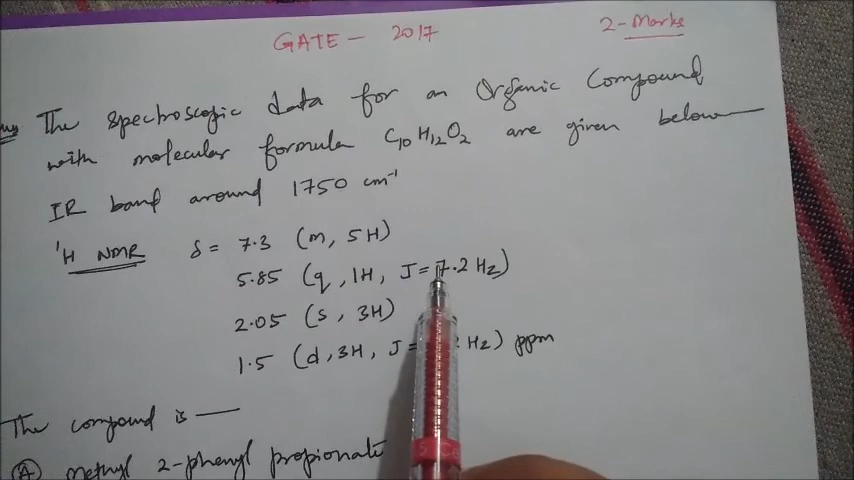 GATE - 2017
2-Marks
The spectroscopic data for an Organic Compound
with molecular formula C₁₀H₁₂O₂ are given below—
IR band around 1750 cm⁻¹
¹H NMR δ = 7.3 (m, 5H)
5.85 (q, 1H, J = 7.2 Hz)
2.05 (s, 3H)
1.5 (d, 3H, J = 2 Hz) ppm
The compound is —
(A) Methyl 2-phenyl propionate